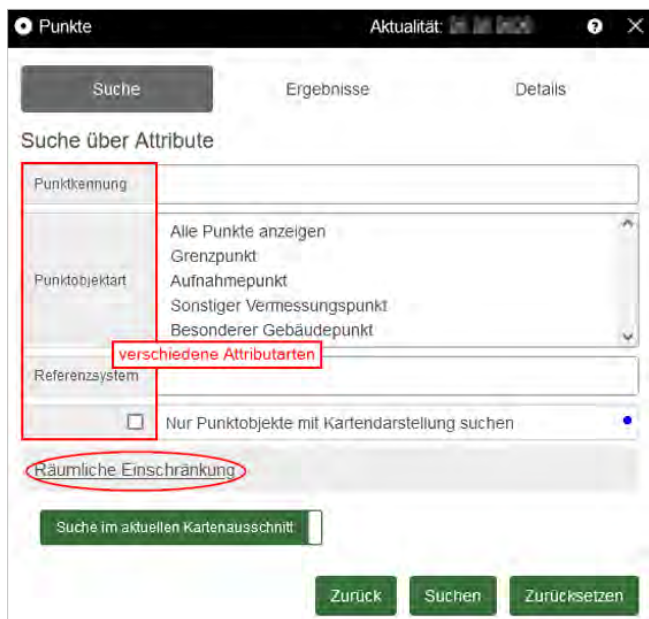 Punkte Aktualität:
Suche Ergebnisse Details
Suche über Attribute
Punktkennung
Alle Punkte anzeigen
Grenzpunkt
Punktobjektart Aufnahmepunkt
Sonstiger Vermessungspunkt
Besonderer Gebäudepunkt
verschiedene Attributarten
Referenzsystem
Nur Punktobjekte mit Kartendarstellung suchen
Räumliche Einschränkung
Suche im aktuellen Kartenausschnitt
Zurück Suchen Zurücksetzen